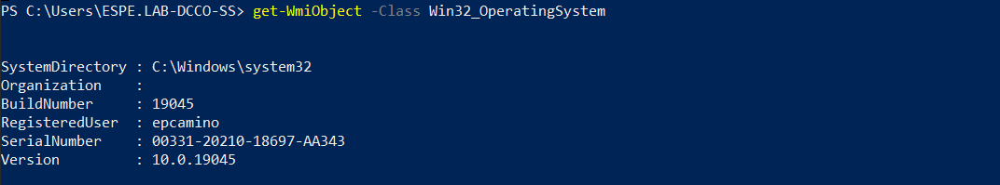 PS C:\Users\ESPE.LAB-DCCO-SS> get-WmiObject -Class Win32_OperatingSystem
SystemDirectory : C:\Windows\system32
Organization    :
BuildNumber     : 19045
RegisteredUser  : epcamino
SerialNumber    : 00331-20210-18697-AA343
Version         : 10.0.19045